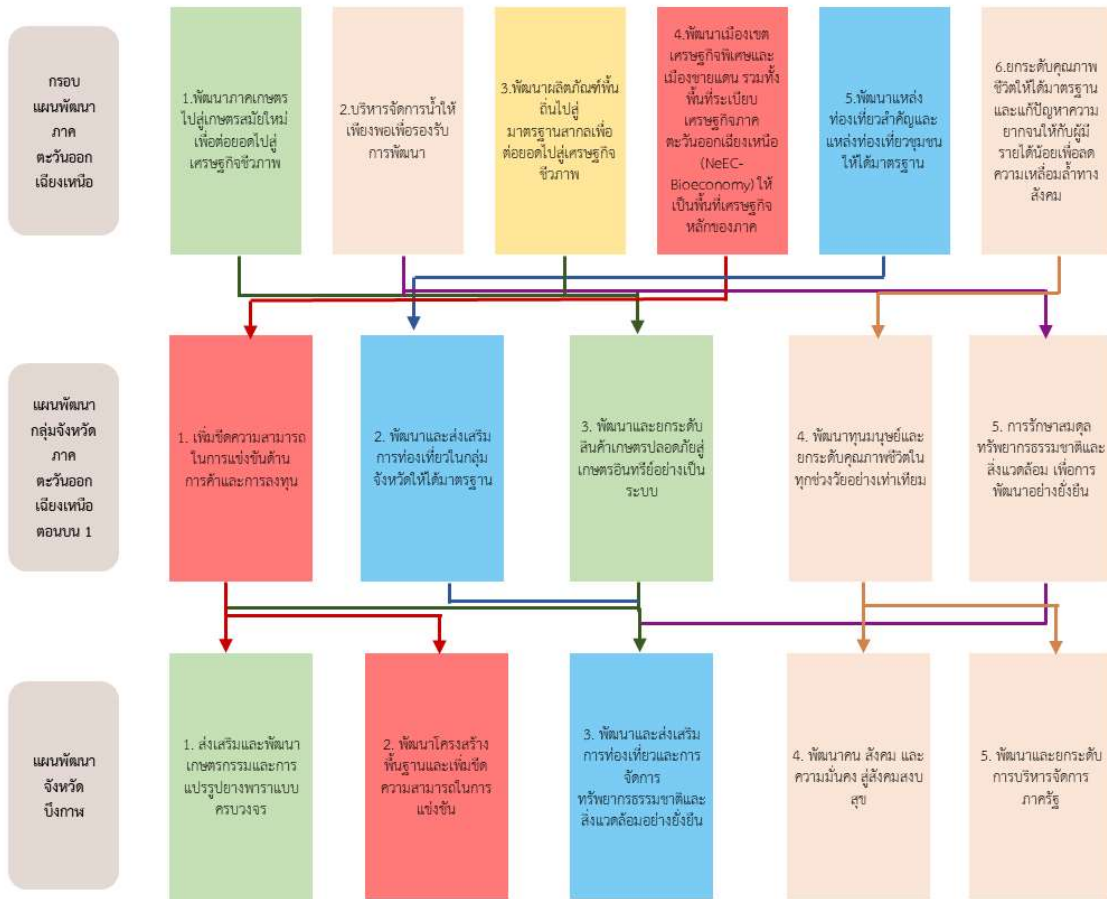 กรอบ
แผนพัฒนา
ภาค
ตะวันออก
เฉียงเหนือ
1.พัฒนาภาคเกษตร
ไปสู่เกษตรสมัยใหม่
เพื่อต่อยอดไปสู่
เศรษฐกิจชีวภาพ
2.บริหารจัดการน้ำให้
เพียงพอเพื่อรองรับ
การพัฒนา
3.พัฒนาผลิตภัณฑ์พื้น
ถิ่นไปสู่
มาตรฐานสากลเพื่อ
ต่อยอดไปสู่เศรษฐกิจ
ชีวภาพ
4.พัฒนาเมืองเขต
เศรษฐกิจพิเศษและ
เมืองชายแดน รวมทั้ง
พื้นที่ระเบียบ
เศรษฐกิจภาค
ตะวันออกเฉียงเหนือ
(NeEC-
Bioeconomy) ให้
เป็นพื้นที่เศรษฐกิจ
หลักของภาค
5.พัฒนาแหล่ง
ท่องเที่ยวสำคัญและ
แหล่งท่องเที่ยวชุมชน
ให้ได้มาตรฐาน
6.ยกระดับคุณภาพ
ชีวิตให้ได้มาตรฐาน
และแก้ปัญหาความ
ยากจนให้กับผู้มี
รายได้น้อยเพื่อลด
ความเหลื่อมล้ำทาง
สังคม
แผนพัฒนา
กลุ่มจังหวัด
ภาค
ตะวันออก
เฉียงเหนือ
ตอนบน 1
1. เพิ่มขีดความสามารถ
ในการแข่งขันด้าน
การค้าและการลงทุน
2. พัฒนาและส่งเสริม
การท่องเที่ยวในกลุ่ม
จังหวัดให้ได้มาตรฐาน
3. พัฒนาและยกระดับ
สินค้าเกษตรปลอดภัยสู่
เกษตรอินทรีย์อย่างเป็น
ระบบ
4. พัฒนาทุนมนุษย์และ
ยกระดับคุณภาพชีวิตใน
ทุกช่วงวัยอย่างเท่าเทียม
5. การรักษาสมดุล
ทรัพยากรธรรมชาติและ
สิ่งแวดล้อม เพื่อการ
พัฒนาอย่างยั่งยืน
แผนพัฒนา
จังหวัด
บึงกาฬ
1. ส่งเสริมและพัฒนา
เกษตรกรรมและการ
แปรรูปยางพาราแบบ
ครบวงจร
2. พัฒนาโครงสร้าง
พื้นฐานและเพิ่มขีด
ความสามารถในการ
แข่งขัน
3. พัฒนาและส่งเสริม
การท่องเที่ยวและการ
จัดการ
ทรัพยากรธรรมชาติและ
สิ่งแวดล้อมอย่างยั่งยืน
4. พัฒนาคน สังคม และ
ความมั่นคง สู่สังคมสงบ
สุข
5. พัฒนาและยกระดับ
การบริหารจัดการ
ภาครัฐ